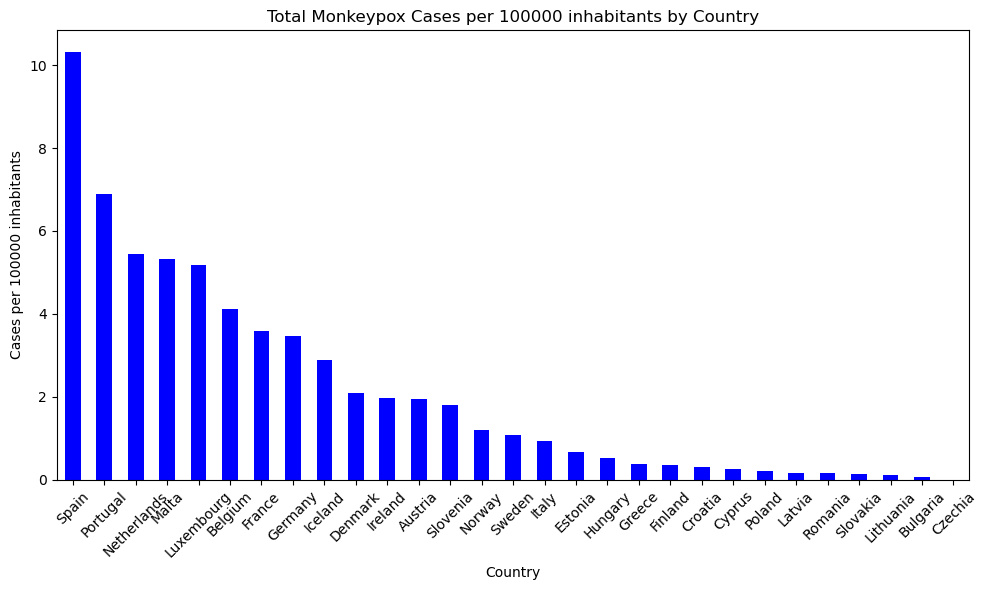 Total Monkeypox Cases per 100000 inhabitants by Country
Cases per 100000 inhabitants
10
8
6
4
2
0
Spain
Portugal
Netherlands
Malta
Luxembourg
Belgium
France
Germany
Iceland
Denmark
Ireland
Austria
Slovenia
Norway
Sweden
Italy
Estonia
Hungary
Greece
Finland
Croatia
Cyprus
Poland
Latvia
Romania
Slovakia
Lithuania
Bulgaria
Czechia
Country